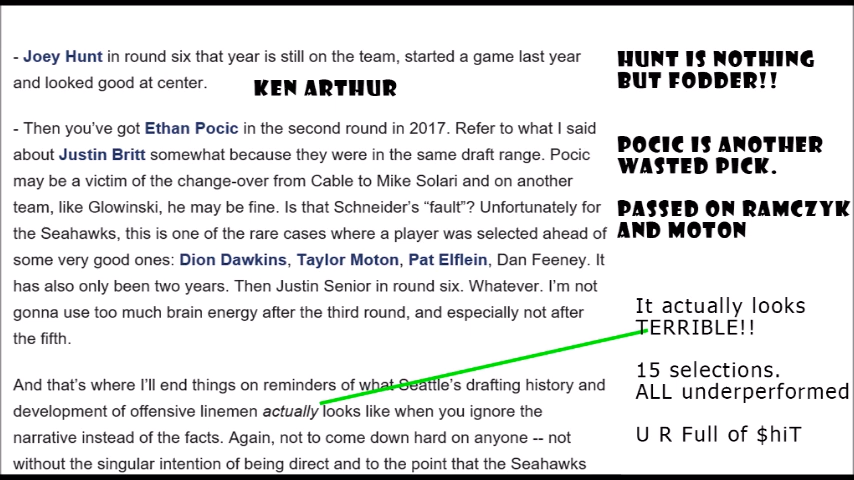 - Joey Hunt in round six that year is still on the team, started a game last year
and looked good at center.
KEN ARTHUR
- Then you've got Ethan Pocic in the second round in 2017. Refer to what I said
about Justin Britt somewhat because they were in the same draft range. Pocic
may be a victim of the change-over from Cable to Mike Solari and on another
team, like Glowinski, he may be fine. Is that Schneider's “fault”? Unfortunately for
the Seahawks, this is one of the rare cases where a player was selected ahead of
some very good ones: Dion Dawkins, Taylor Moton, Pat Elflein, Dan Feeney. It
has also only been two years. Then Justin Senior in round six. Whatever. I'm not
gonna use too much brain energy after the third round, and especially not after
the fifth.
And that's where I'll end things on reminders of what Seattle's drafting history and
development of offensive linemen actually looks like when you ignore the
narrative instead of the facts. Again, not to come down hard on anyone -- not
without the singular intention of being direct and to the point that the Seahawks
HUNT IS NOTHING
BUT FODDER!!
POCIC IS ANOTHER
WASTED PICK.
PASSED ON RAMCZYK
AND MOTON
It actually looks
TERRIBLE!!
15 selections.
ALL underperformed
U R Full of $hiT